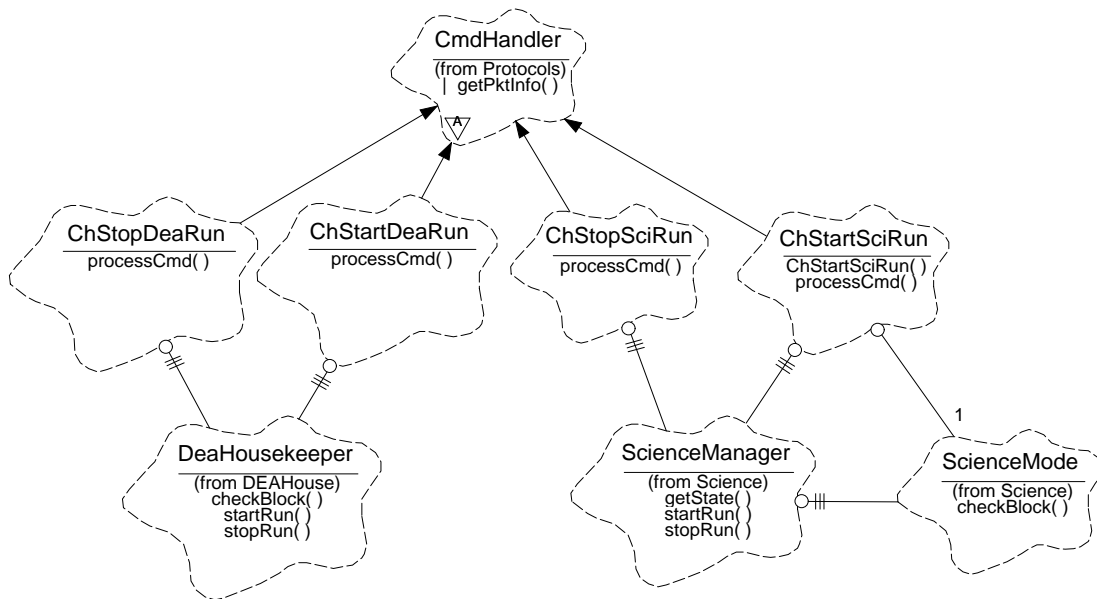 CmdHandler
(from Protocols)
| getPktInfo( )
A
ChStopDeaRun
processCmd( )
ChStartDeaRun
processCmd( )
ChStopSciRun
processCmd( )
ChStartSciRun
ChStartSciRun( )
processCmd( )
1
DeaHousekeeper
(from DEAHouse)
checkBlock( )
startRun( )
stopRun( )
ScienceManager
(from Science)
getState( )
startRun( )
stopRun( )
ScienceMode
(from Science)
checkBlock( )